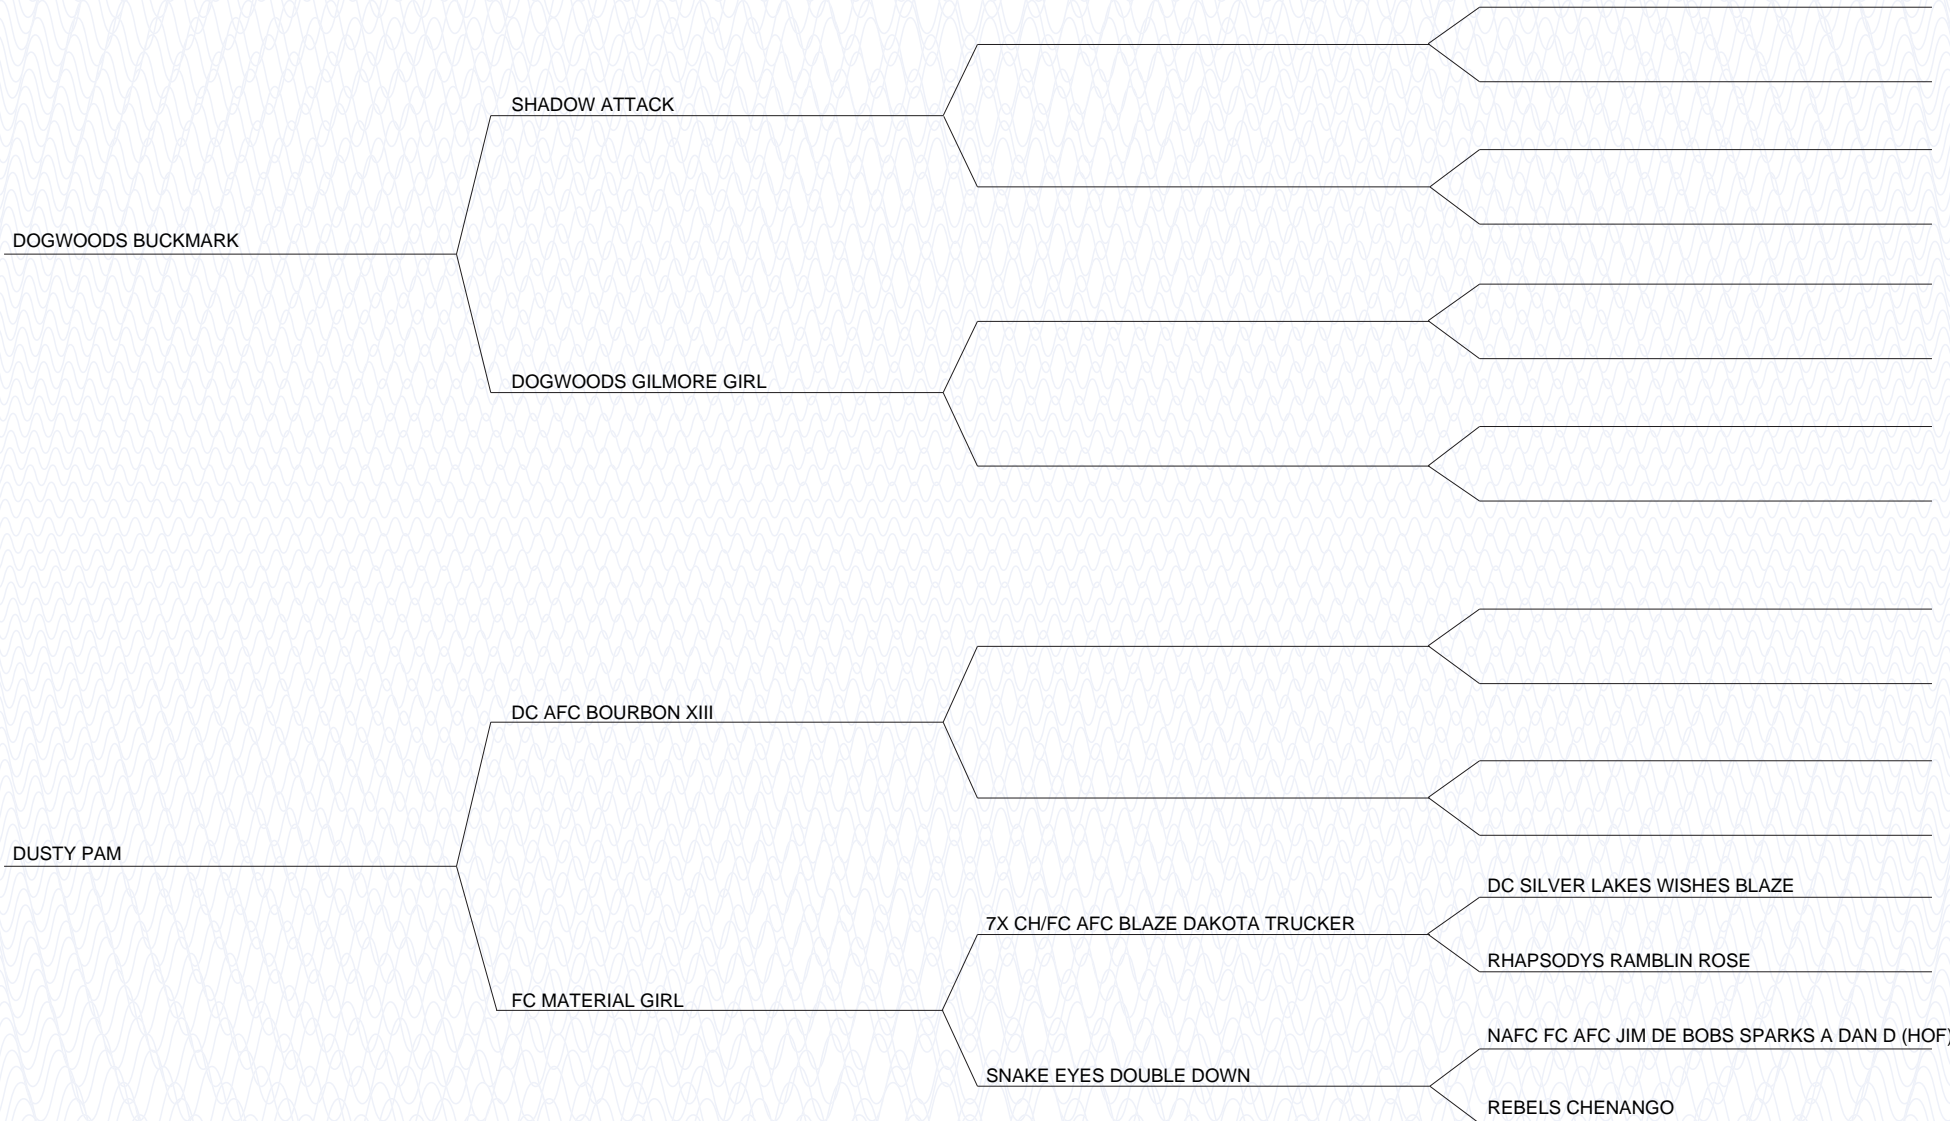 SHADOW ATTACK
DOGWOODS BUCKMARK
DOGWOODS GILMORE GIRL
DC AFC BOURBON XIII
DUSTY PAM
DC SILVER LAKES WISHES BLAZE
7X CH/FC AFC BLAZE DAKOTA TRUCKER
RHAPSODYS RAMBLIN ROSE
FC MATERIAL GIRL
NAFC FC AFC JIM DE BOBS SPARKS A DAN D (HOF)
SNAKE EYES DOUBLE DOWN
REBELS CHENANGO